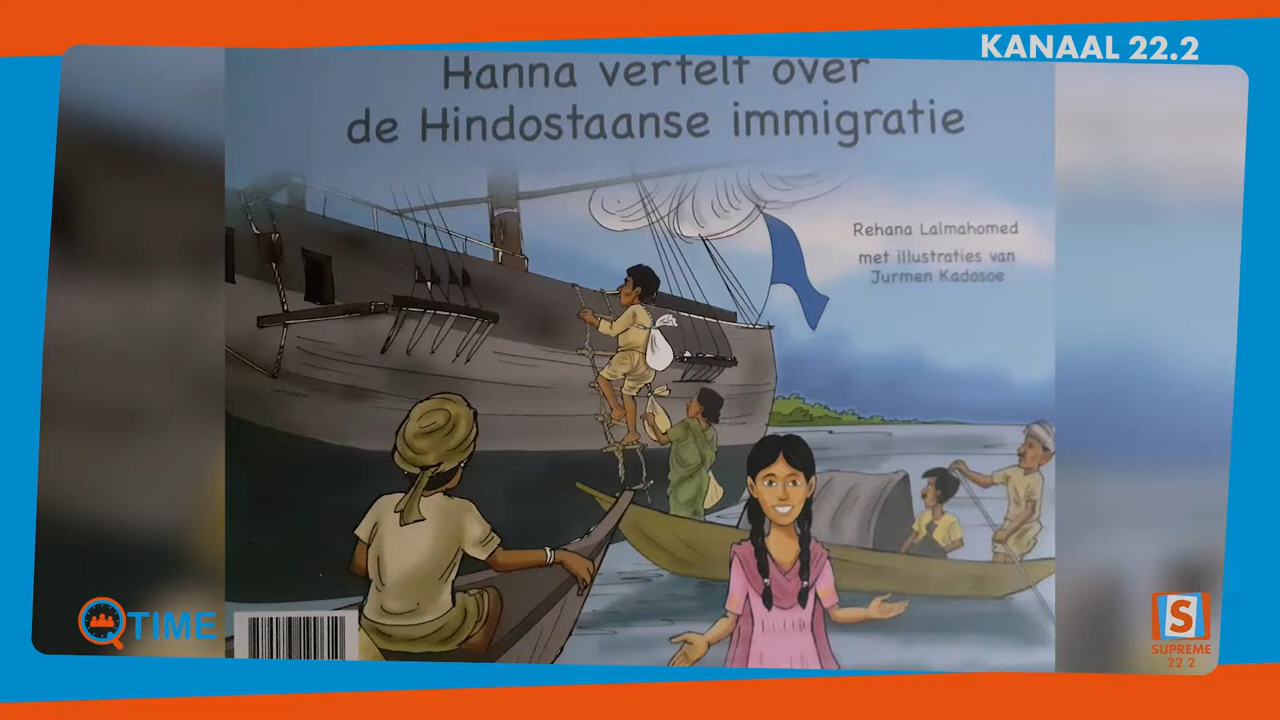 KANAAL 22.2
Hanna vertelt over
de Hindostaanse immigratie
Rehana Lalmahomed
met illustraties van
Jurmen Kadosoe
QTIME
S
SUPREME
22 2